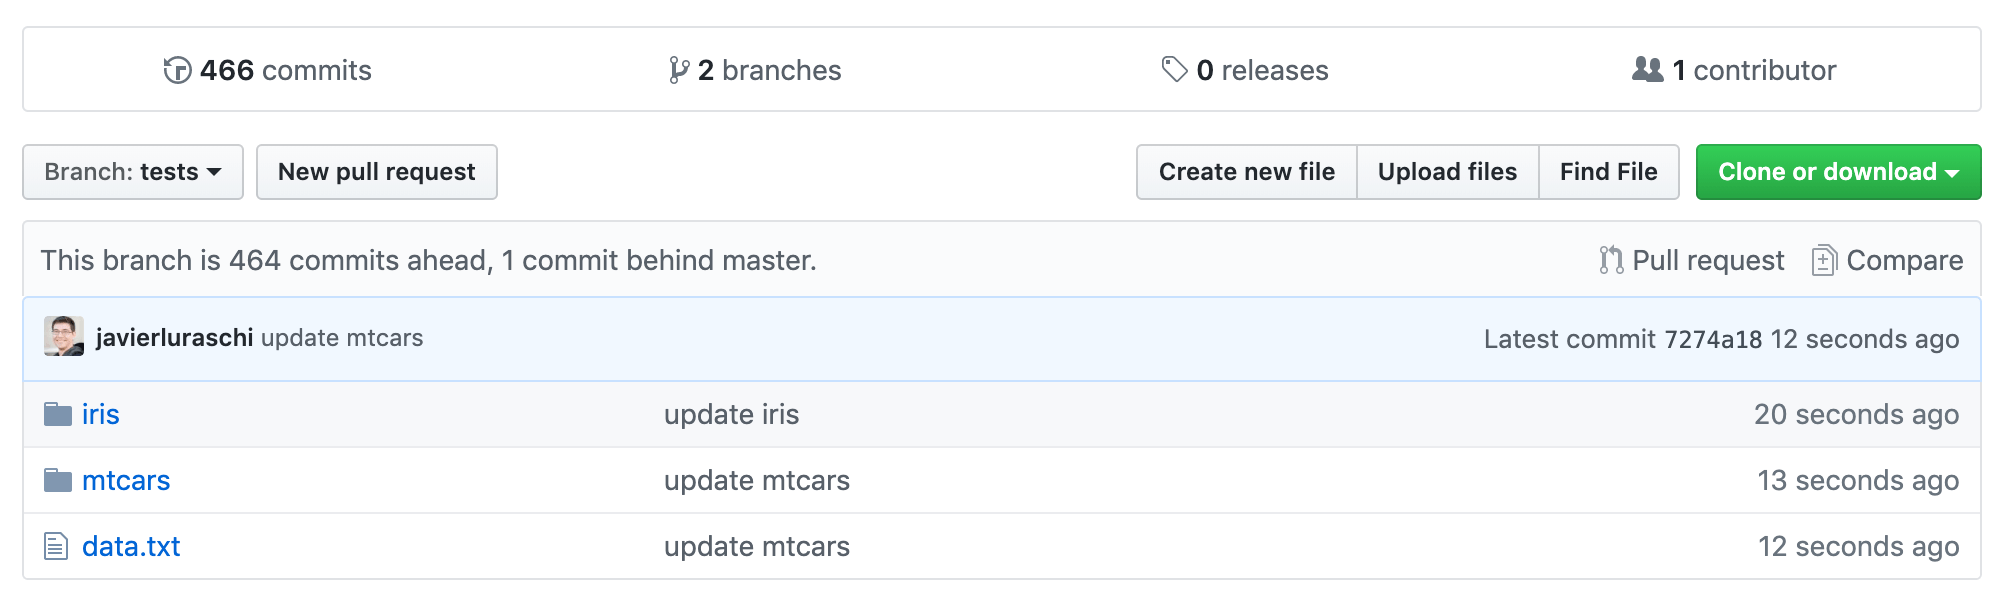 466 commits 2 branches 0 releases 1 contributor
Branch: tests New pull request Create new file Upload files Find File Clone or download
This branch is 464 commits ahead, 1 commit behind master. Pull request Compare
javierluraschi update mtcars Latest commit 7274a18 12 seconds ago
iris update iris 20 seconds ago
mtcars update mtcars 13 seconds ago
data.txt update mtcars 12 seconds ago